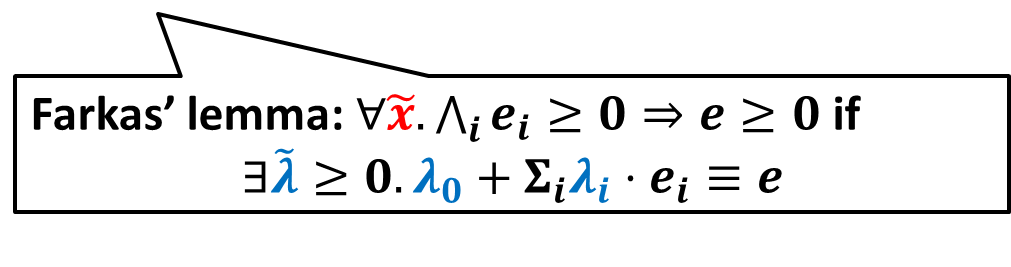 Farkas’ lemma: ∀x̃. ⋀ᵢ eᵢ ≥ 0 ⇒ e ≥ 0 if
∃λ̃ ≥ 0. λ₀ + Σᵢλᵢ · eᵢ ≡ e